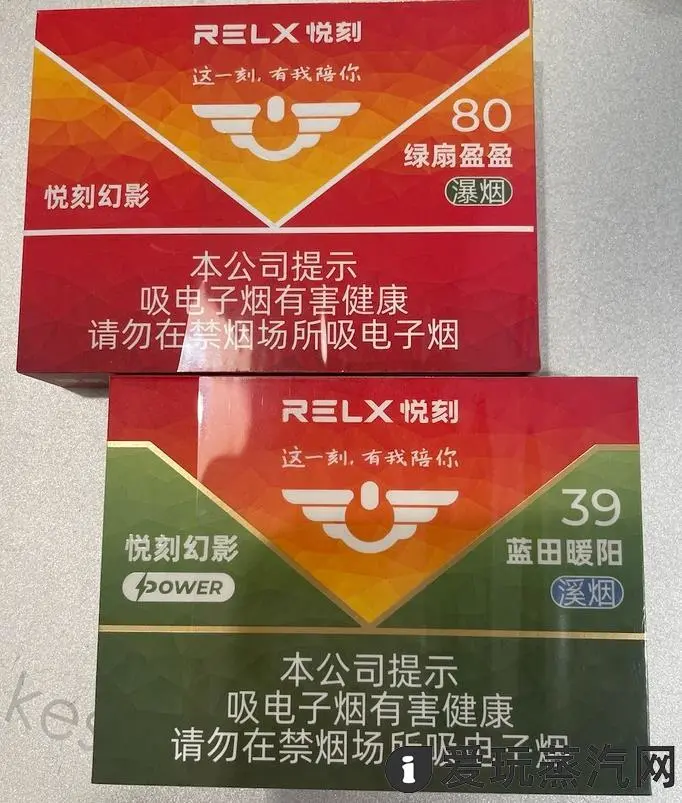 RELX 悦刻
这一刻,有我陪你
80
绿扇盈盈
瀑烟
悦刻幻影
本公司提示
吸电子烟有害健康
请勿在禁烟场所吸电子烟
RELX 悦刻
这一刻,有我陪你
39
蓝田暖阳
溪烟
悦刻幻影
POWER
本公司提示
吸电子烟有害健康
请勿在禁烟场所吸电子烟
kes
i 爱玩蒸汽网